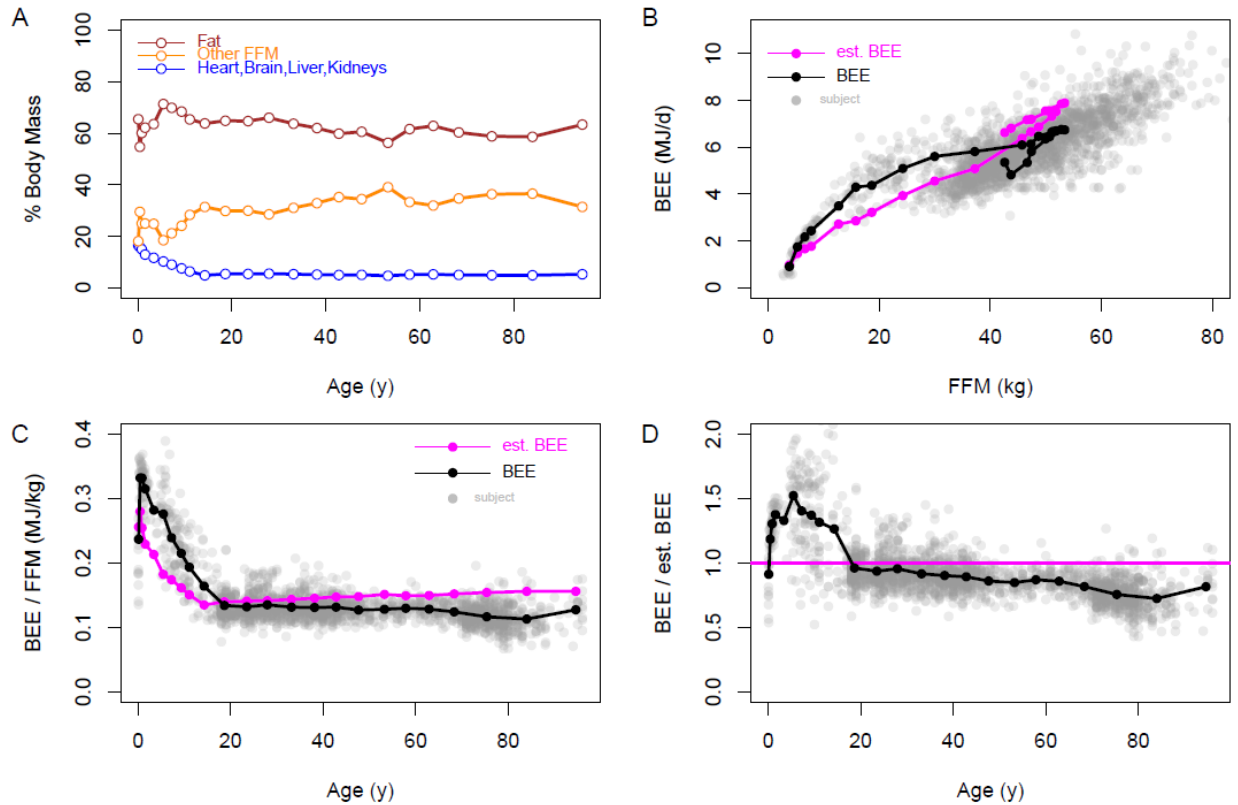 A
Fat
Other FFM
Heart,Brain,Liver,Kidneys
% Body Mass
100
80
60
40
20
0
0 20 40 60 80
Age (y)
B
est. BEE
BEE
subject
BEE (MJ/d)
10
8
6
4
2
0
0 20 40 60 80
FFM (kg)
C
est. BEE
BEE
subject
BEE / FFM (MJ/kg)
0.4
0.3
0.2
0.1
0.0
0 20 40 60 80
Age (y)
D
BEE / est. BEE
2.0
1.5
1.0
0.5
0.0
0 20 40 60 80
Age (y)